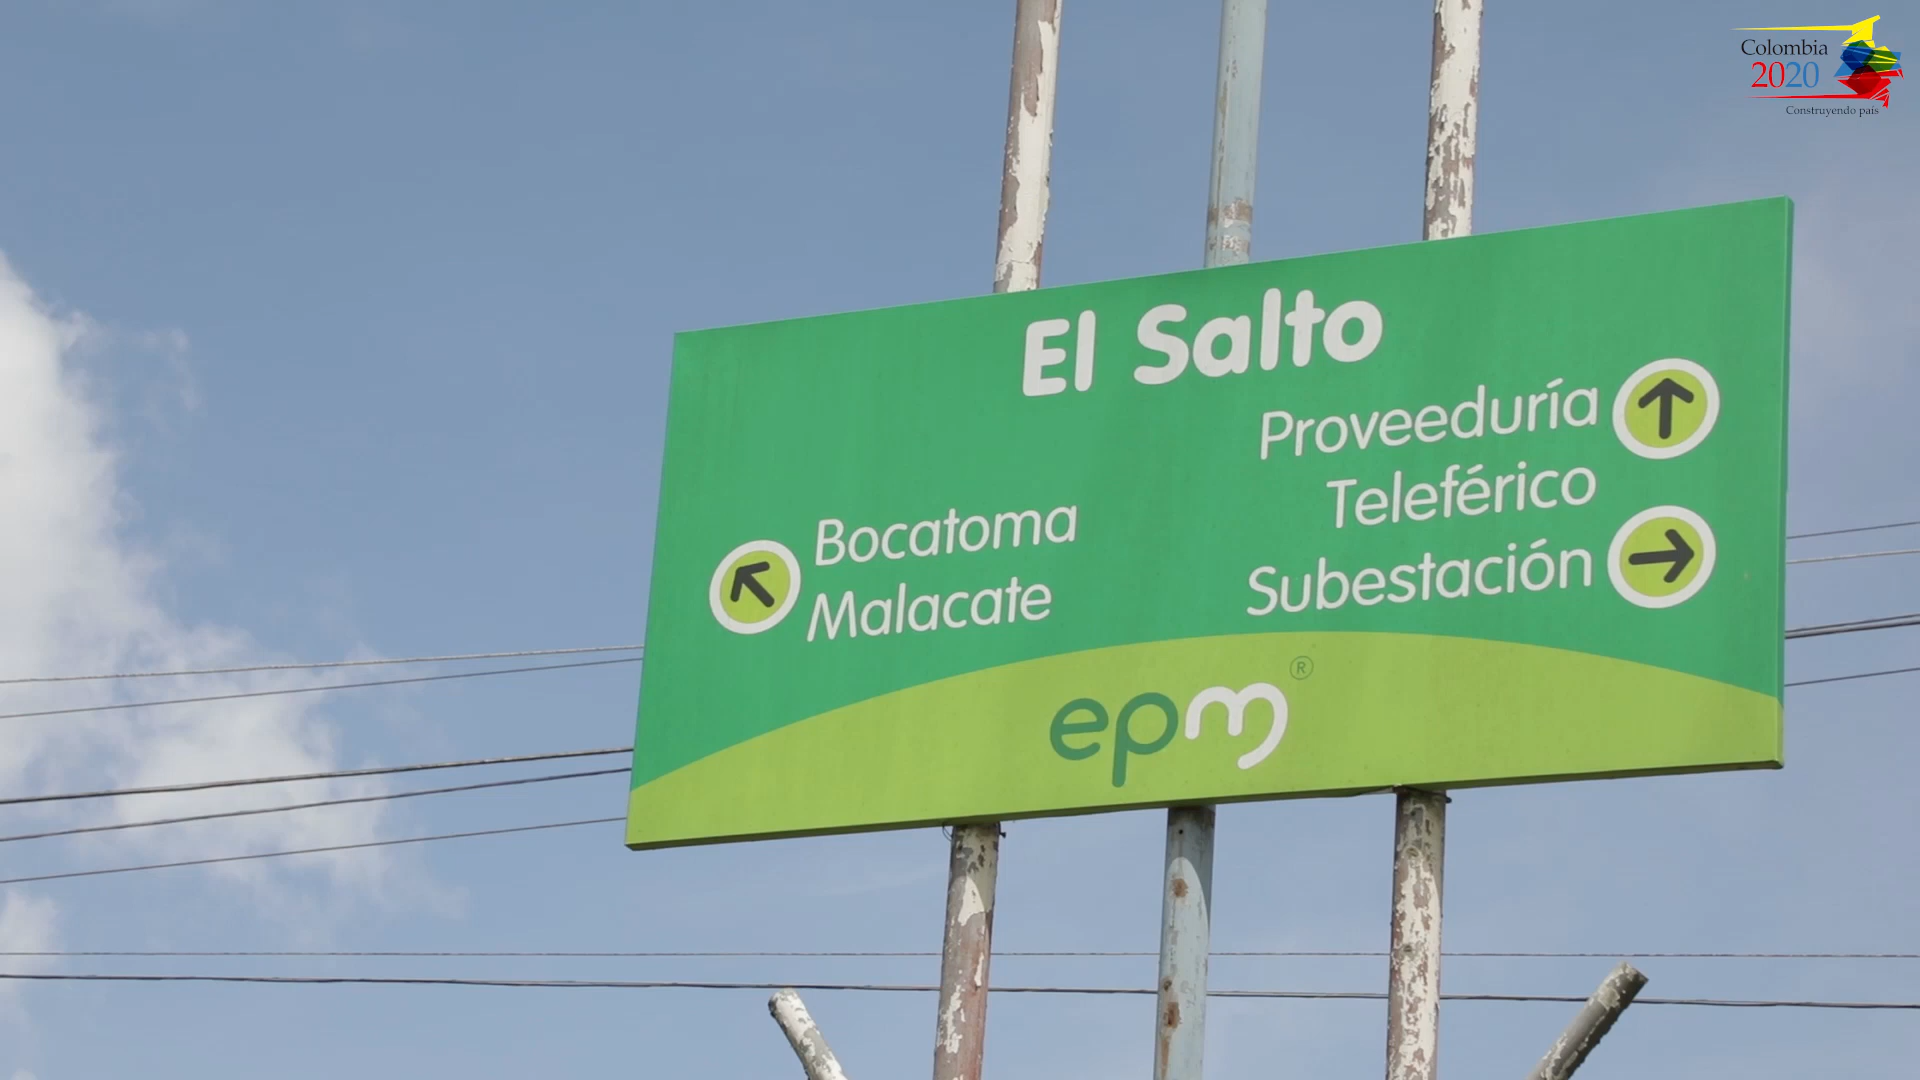 Colombia
2020
Construyendo país
El Salto
Proveeduría
Teleférico
Subestación
Bocatoma
Malacate
epm®